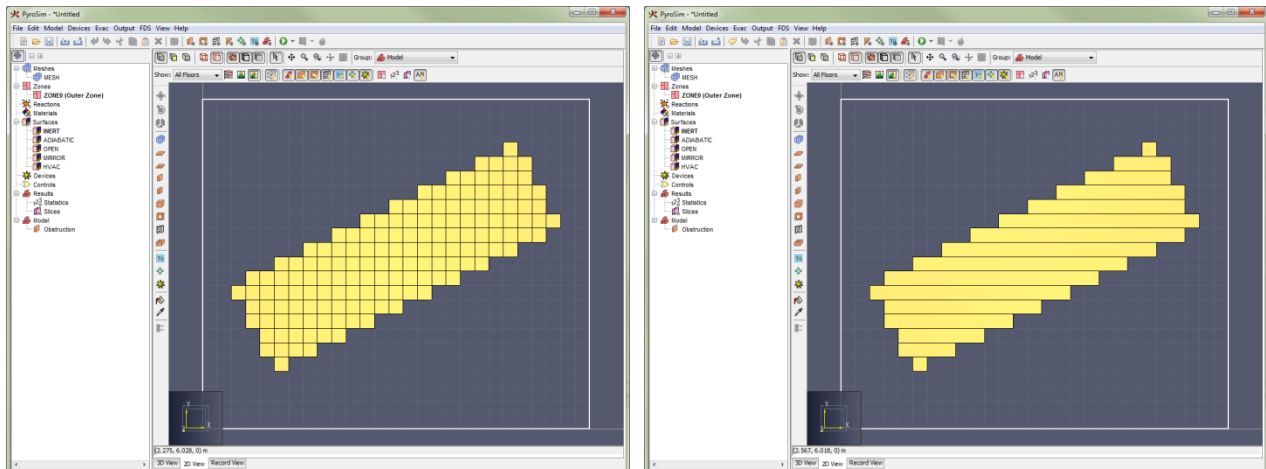 PyroSim - *Untitled
File Edit Model Devices Evac Output FDS View Help
Group: Model
Show: All Floors
Meshes
MESH
Zones
ZONE0 (Outer Zone)
Reactions
Materials
Surfaces
INERT
ADIABATIC
OPEN
MIRROR
HVAC
Devices
Controls
Results
Statistics
Slices
Model
Obstruction
Y
X
Z
(2.275, 6.028, 0) m
3D View 2D View Record View
PyroSim - *Untitled
File Edit Model Devices Evac Output FDS View Help
Group: Model
Show: All Floors
Meshes
MESH
Zones
ZONE0 (Outer Zone)
Reactions
Materials
Surfaces
INERT
ADIABATIC
OPEN
MIRROR
HVAC
Devices
Controls
Results
Statistics
Slices
Model
Obstruction
Y
X
Z
(2.567, 6.018, 0) m
3D View 2D View Record View